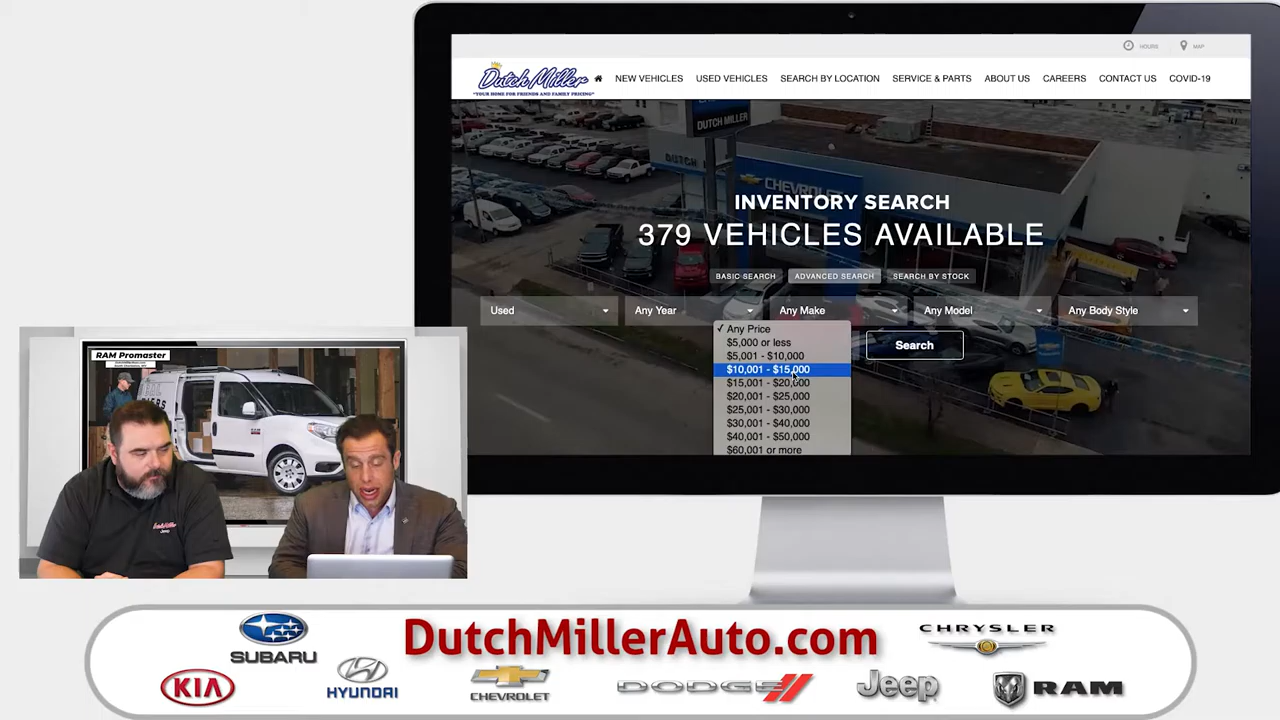 HOURS
MAP
Dutch Miller
"YOUR HOME FOR FRIENDS AND FAMILY PRICING"
NEW VEHICLES
USED VEHICLES
SEARCH BY LOCATION
SERVICE & PARTS
ABOUT US
CAREERS
CONTACT US
COVID-19
DUTCH MILLER
CHEVROLET
INVENTORY SEARCH
379 VEHICLES AVAILABLE
BASIC SEARCH
ADVANCED SEARCH
SEARCH BY STOCK
Used
Any Year
Any Make
Any Model
Any Body Style
✓ Any Price
$5,000 or less
$5,001 - $10,000
$10,001 - $15,000
$15,001 - $20,000
$20,001 - $25,000
$25,001 - $30,000
$30,001 - $40,000
$40,001 - $50,000
$60,001 or more
Search
RAM Promaster
Dutch Miller
Jeep
DutchMillerAuto.com
SUBARU
KIA
HYUNDAI
CHEVROLET
DODGE
CHRYSLER
Jeep
RAM